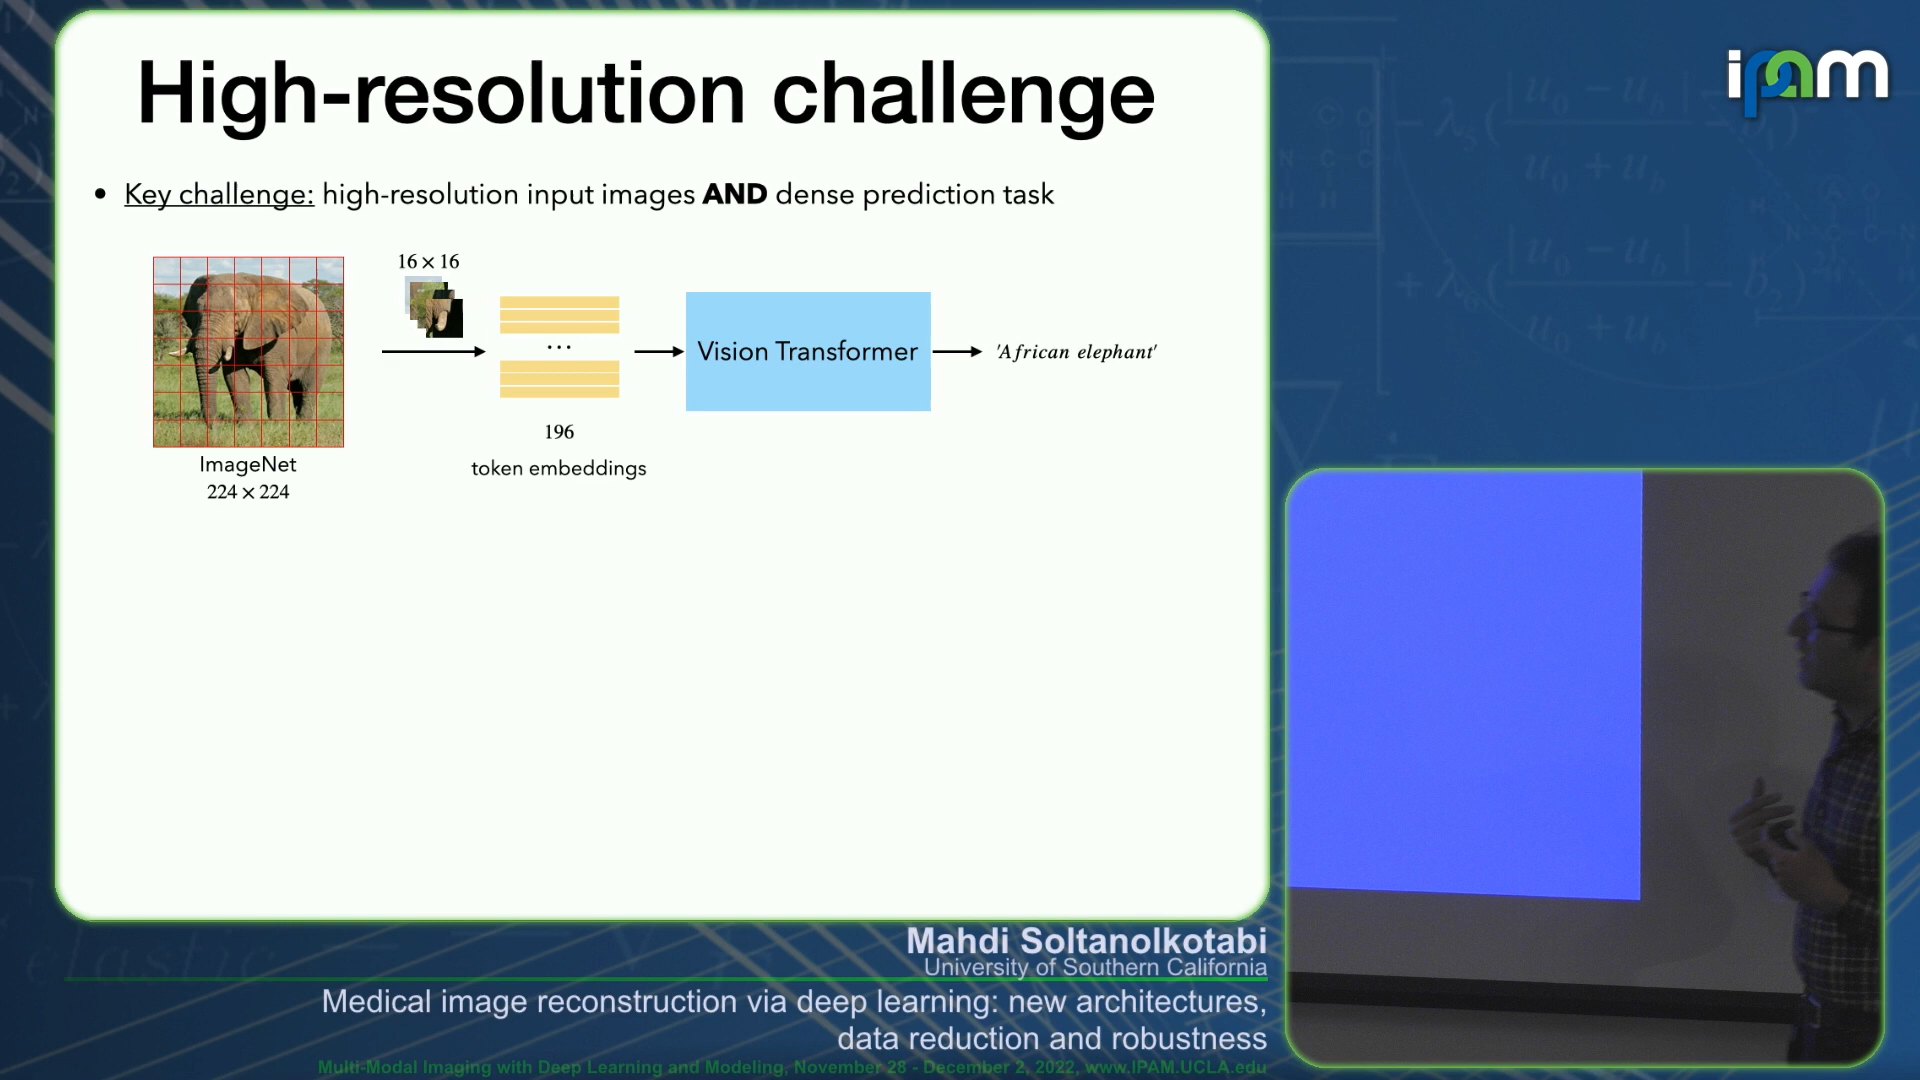 High-resolution challenge
• Key challenge: high-resolution input images AND dense prediction task
16 × 16
...
Vision Transformer
'African elephant'
196
token embeddings
ImageNet
224 × 224
ipam
Mahdi Soltanolkotabi
University of Southern California
Medical image reconstruction via deep learning: new architectures,
data reduction and robustness
Multi-Modal Imaging with Deep Learning and Modeling, November 28 - December 2, 2022, www.IPAM.UCLA.edu
elastic =